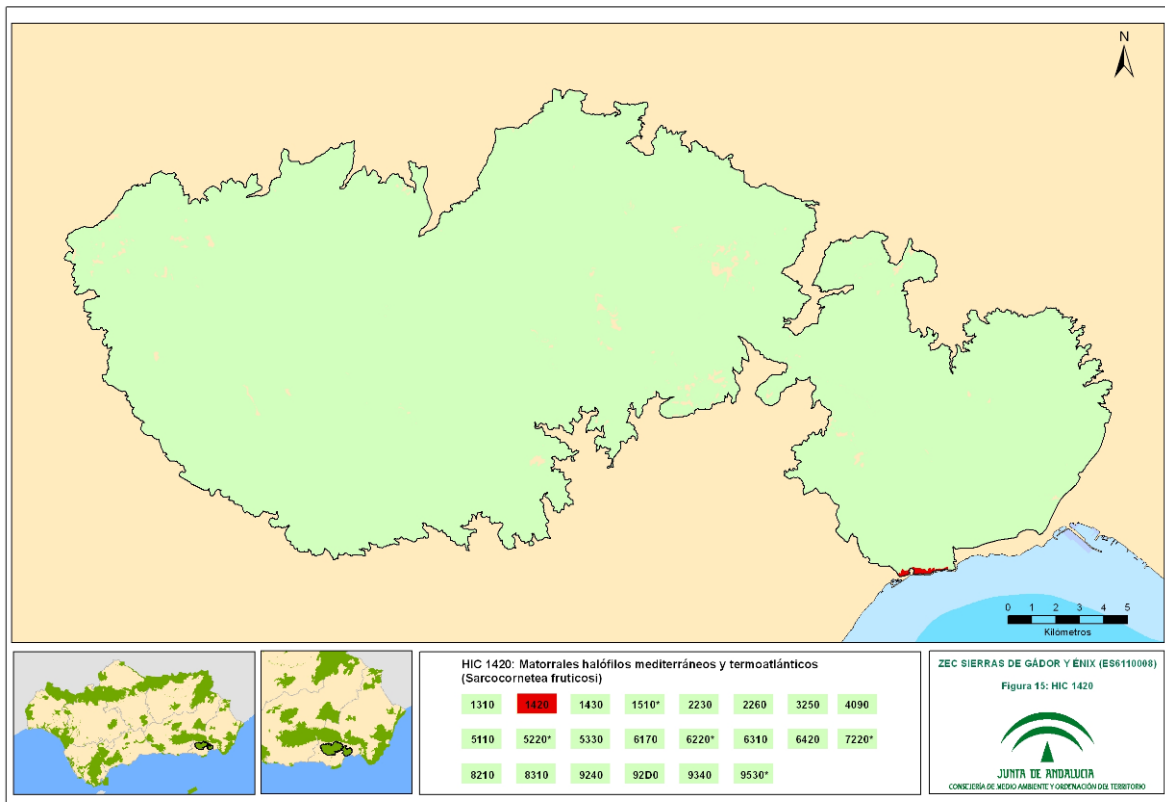 N
0 1 2 3 4 5
Kilómetros
HIC 1420: Matorrales halófilos mediterráneos y termoatlánticos
(Sarcocornetea fruticosi)
1310 1420 1430 1510* 2230 2260 3250 4090
5110 5220* 5330 6170 6220* 6310 6420 7220*
8210 8310 9240 92D0 9340 9530*
ZEC SIERRAS DE GÁDOR Y ÉNIX (ES6110008)
Figura 15: HIC 1420
JUNTA DE ANDALUCIA
CONSEJERÍA DE MEDIO AMBIENTE Y ORDENACIÓN DEL TERRITORIO